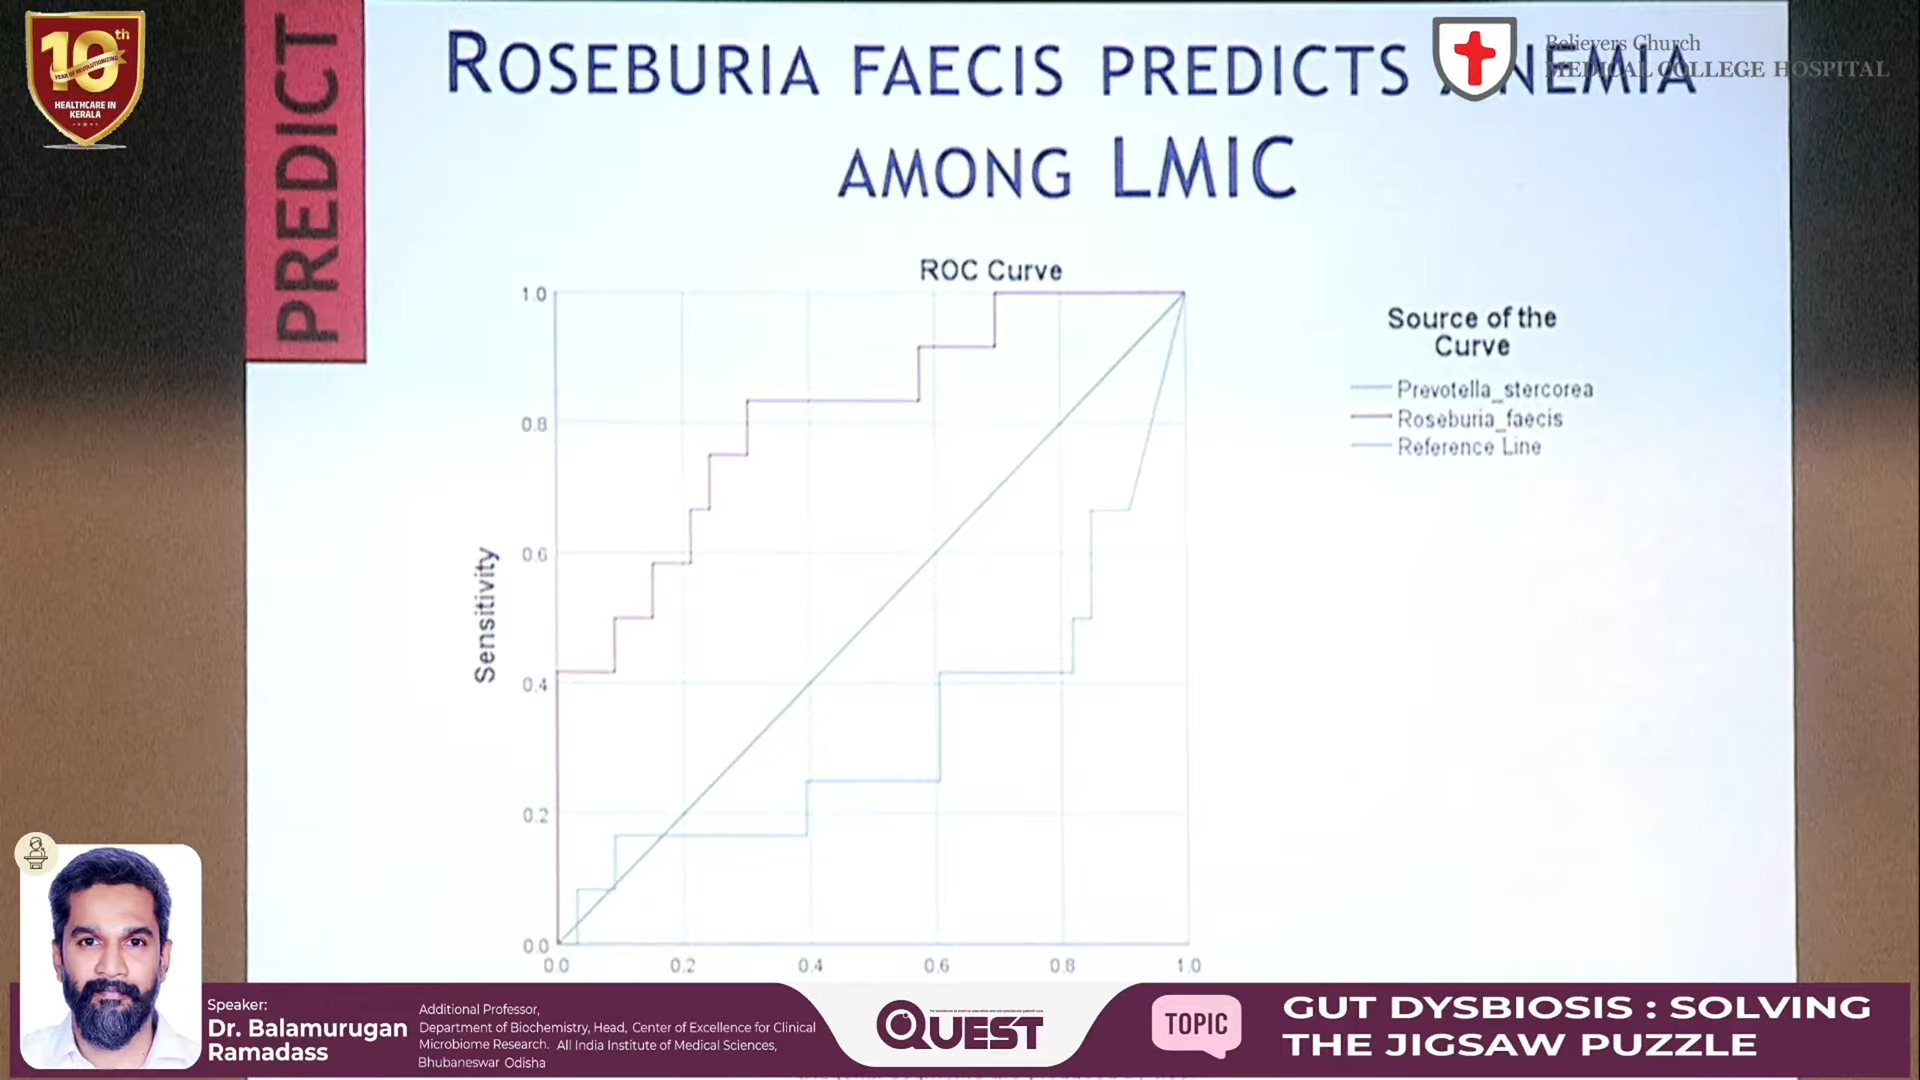 10th
YEAR OF REVOLUTIONIZING
HEALTHCARE IN
KERALA
PREDICT
ROSEBURIA FAECIS PREDICTS
AMONG LMIC
Believers Church
MEDICAL COLLEGE HOSPITAL
ROC Curve
1.0
0.8
0.6
0.4
0.2
0.0
Sensitivity
0.0 0.2 0.4 0.6 0.8 1.0
Source of the
Curve
Prevotella_stercorea
Roseburia_faecis
Reference Line
Speaker:
Dr. Balamurugan
Ramadass
Additional Professor,
Department of Biochemistry, Head, Center of Excellence for Clinical
Microbiome Research. All India Institute of Medical Sciences,
Bhubaneswar Odisha
QUEST
TOPIC
GUT DYSBIOSIS : SOLVING
THE JIGSAW PUZZLE